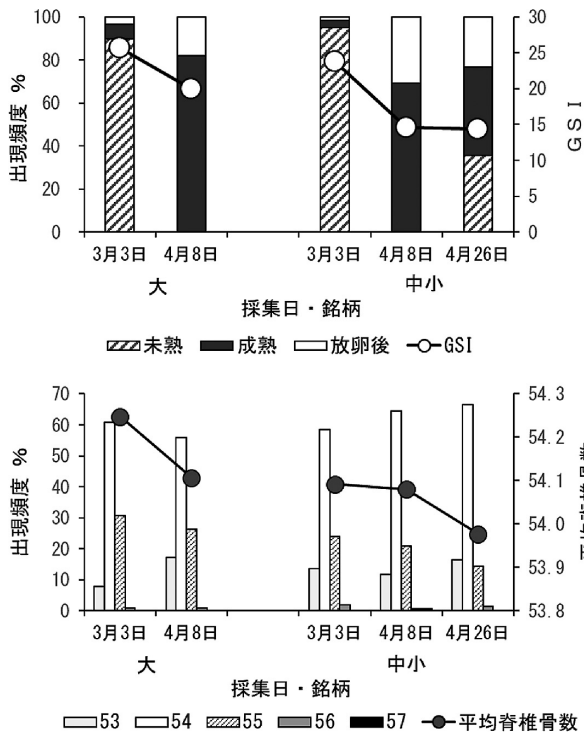 100
80
60
40
20
0
出現頻度 %
30
25
20
15
10
5
0
GSI
3月3日 4月8日 3月3日 4月8日 4月26日
大 中小
採集日・銘柄
未熟 成熟 放卵後 GSI
70
60
50
40
30
20
10
0
出現頻度 %
54.3
54.2
54.1
54.0
53.9
53.8
平均脊椎骨数
3月3日 4月8日 3月3日 4月8日 4月26日
大 中小
採集日・銘柄
53 54 55 56 57 平均脊椎骨数